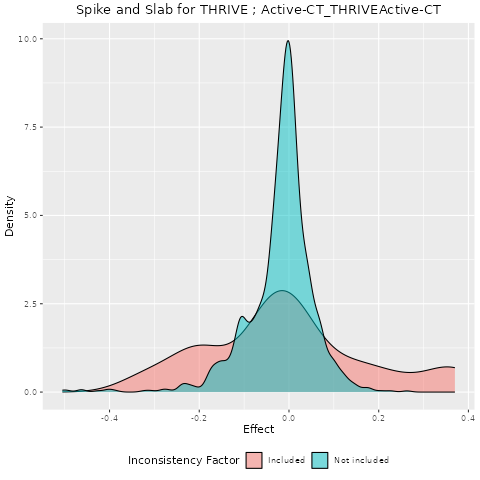 Spike and Slab for THRIVE ; Active-CT_THRIVEActive-CT
10.0
7.5
5.0
2.5
0.0
Density
-0.4 -0.2 0.0 0.2 0.4
Effect
Inconsistency Factor Included Not included